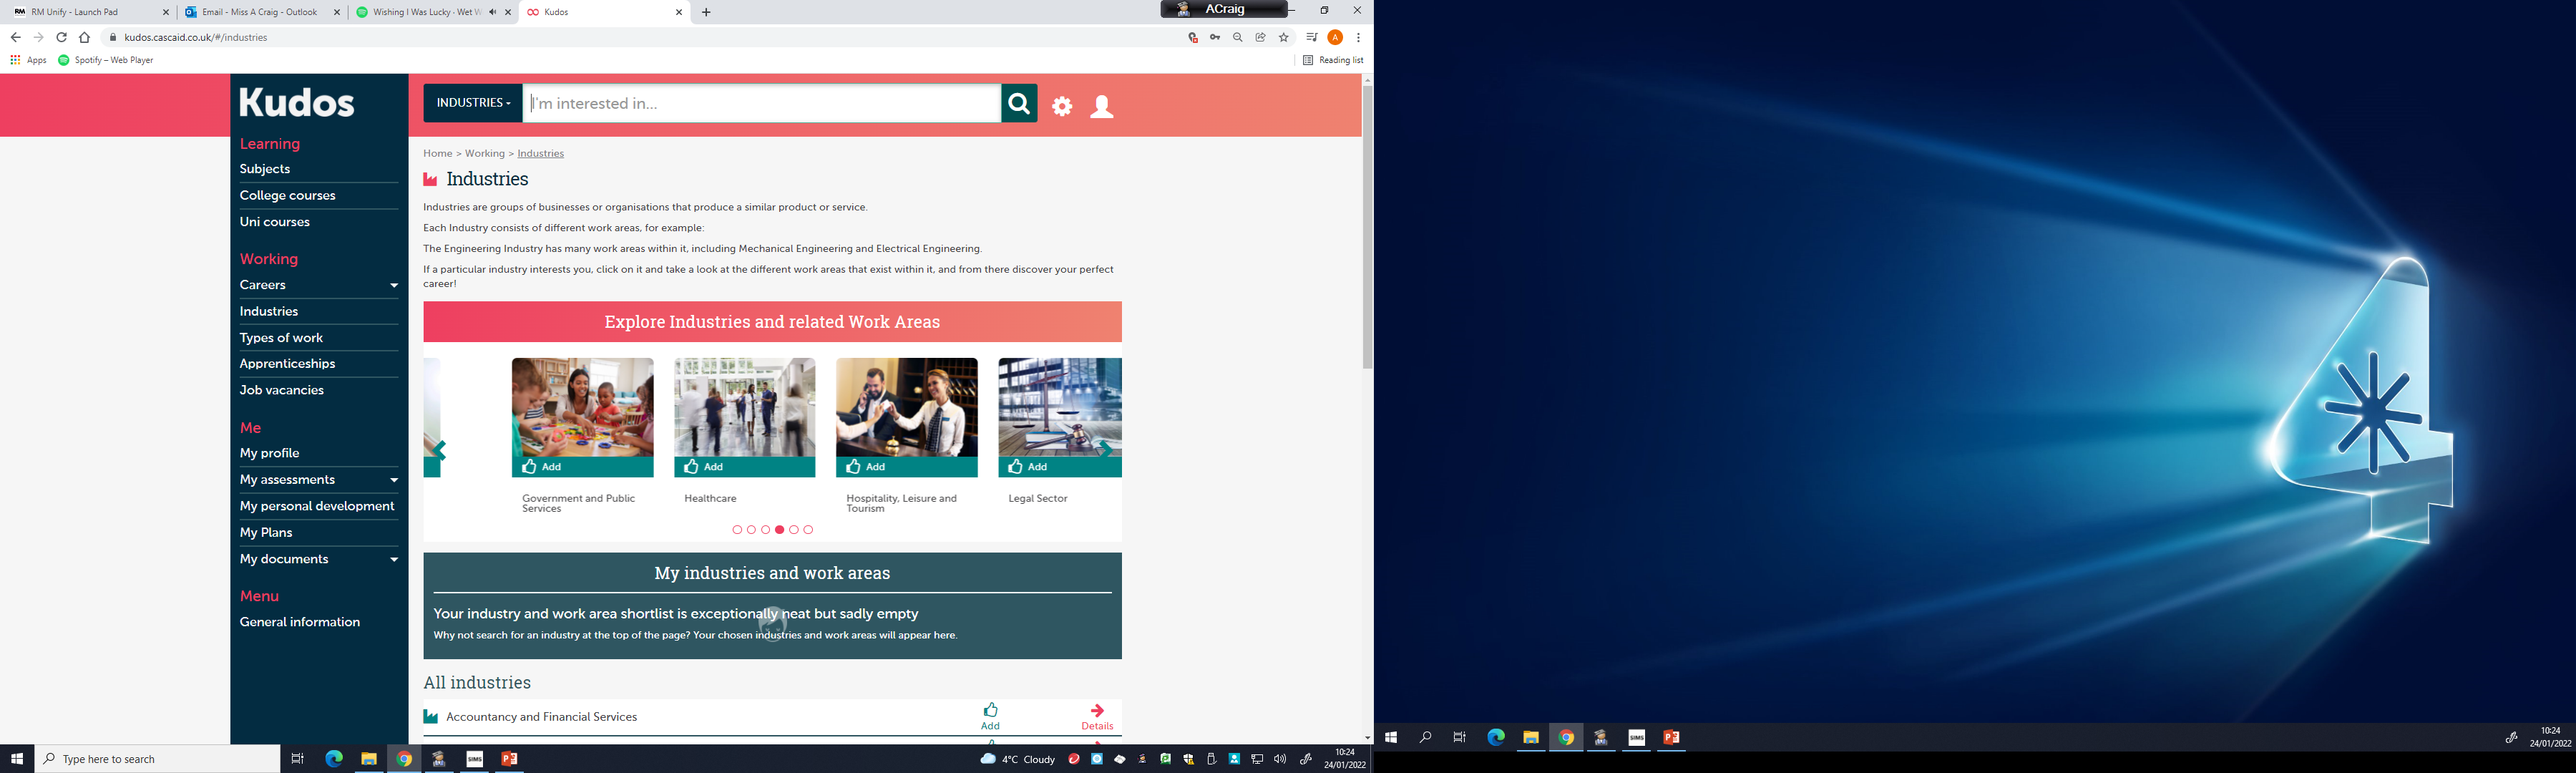 RM Unify - Launch Pad
Email - Miss A Craig - Outlook
Wishing I Was Lucky - Wet W
Kudos
ACraig
kudos.cascaid.co.uk/#/industries
Apps
Spotify – Web Player
Reading list
Kudos
Learning
Subjects
College courses
Uni courses
Working
Careers
Industries
Types of work
Apprenticeships
Job vacancies
Me
My profile
My assessments
My personal development
My Plans
My documents
Menu
General information
INDUSTRIES
I'm interested in...
Home > Working > Industries
Industries
Industries are groups of businesses or organisations that produce a similar product or service.
Each Industry consists of different work areas, for example:
The Engineering Industry has many work areas within it, including Mechanical Engineering and Electrical Engineering.
If a particular industry interests you, click on it and take a look at the different work areas that exist within it, and from there discover your perfect
career!
Explore Industries and related Work Areas
Add
Add
Add
Add
Government and Public
Services
Healthcare
Hospitality, Leisure and
Tourism
Legal Sector
My industries and work areas
Your industry and work area shortlist is exceptionally neat but sadly empty
Why not search for an industry at the top of the page? Your chosen industries and work areas will appear here.
All industries
Accountancy and Financial Services
Add
Details
Type here to search
SIMS
4°C Cloudy
10:24
24/01/2022
SIMS
10:24
24/01/2022